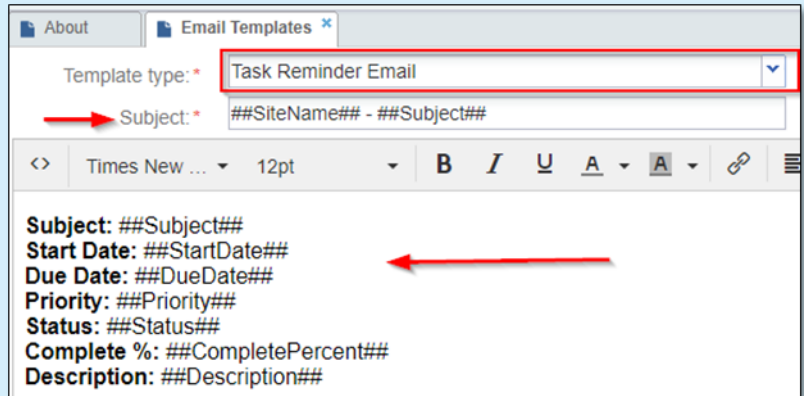 About Email Templates ×
Template type:* Task Reminder Email
Subject:* ##SiteName## - ##Subject##
<> Times New ... 12pt B I U A A
Subject: ##Subject##
Start Date: ##StartDate##
Due Date: ##DueDate##
Priority: ##Priority##
Status: ##Status##
Complete %: ##CompletePercent##
Description: ##Description##